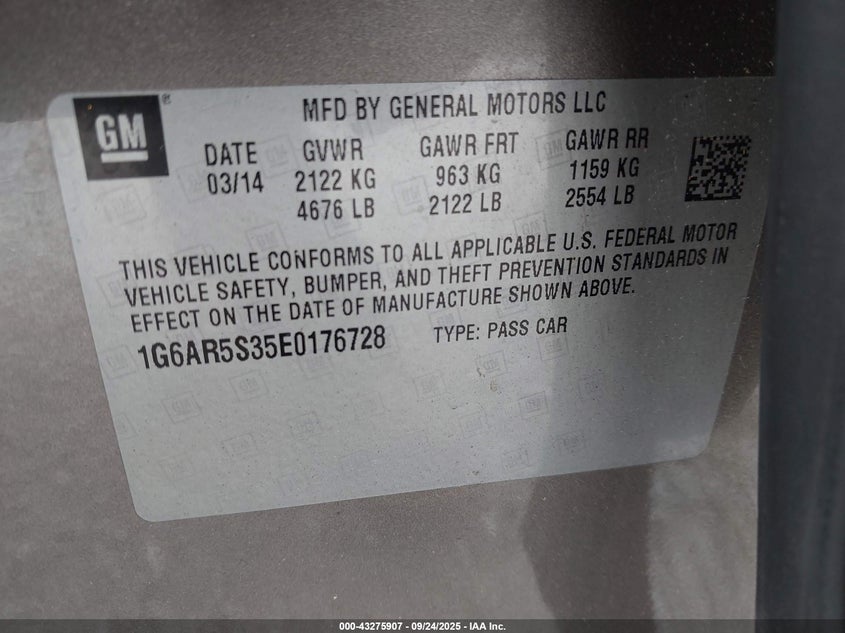 GM
®
MFD BY GENERAL MOTORS LLC
DATE GVWR GAWR FRT GAWR RR
03/14 2122 KG 963 KG 1159 KG
4676 LB 2122 LB 2554 LB
THIS VEHICLE CONFORMS TO ALL APPLICABLE U.S. FEDERAL MOTOR
VEHICLE SAFETY, BUMPER, AND THEFT PREVENTION STANDARDS IN
EFFECT ON THE DATE OF MANUFACTURE SHOWN ABOVE.
1G6AR5S35E0176728 TYPE: PASS CAR
000-43275907 - 09/24/2025 - IAA Inc.